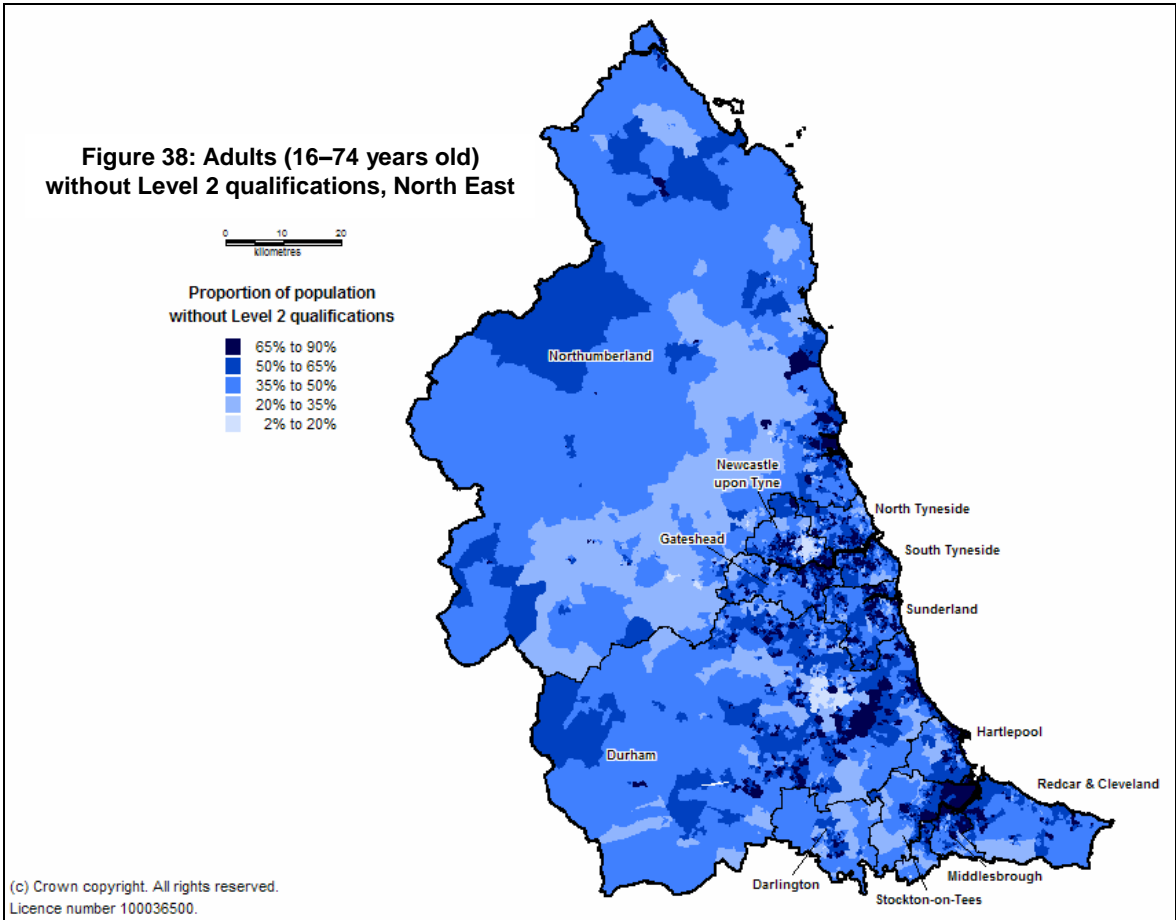 Figure 38: Adults (16–74 years old)
without Level 2 qualifications, North East
0 10 20
kilometres
Proportion of population
without Level 2 qualifications
65% to 90%
50% to 65%
35% to 50%
20% to 35%
2% to 20%
Northumberland
Newcastle
upon Tyne
North Tyneside
Gateshead
South Tyneside
Sunderland
Hartlepool
Durham
Redcar & Cleveland
Middlesbrough
Darlington
Stockton-on-Tees
(c) Crown copyright. All rights reserved.
Licence number 100036500.